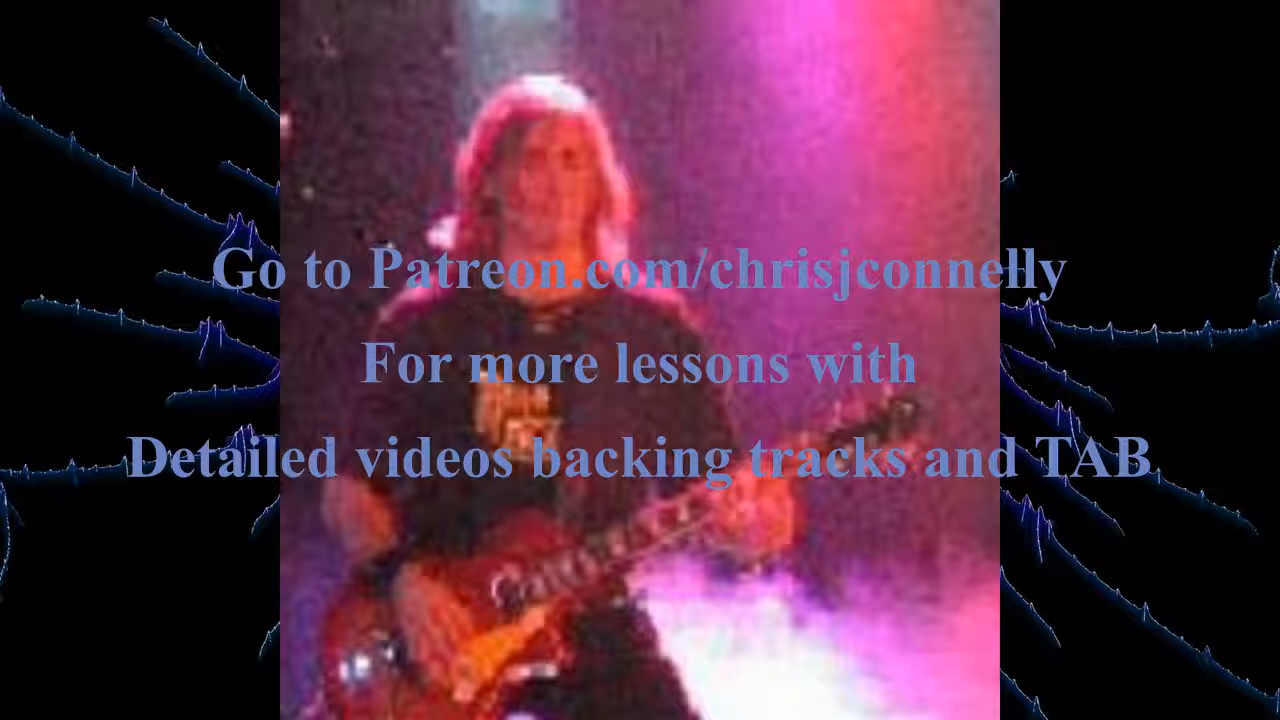 Go to Patreon.com/chrisjconnelly
For more lessons with
Detailed videos backing tracks and TAB